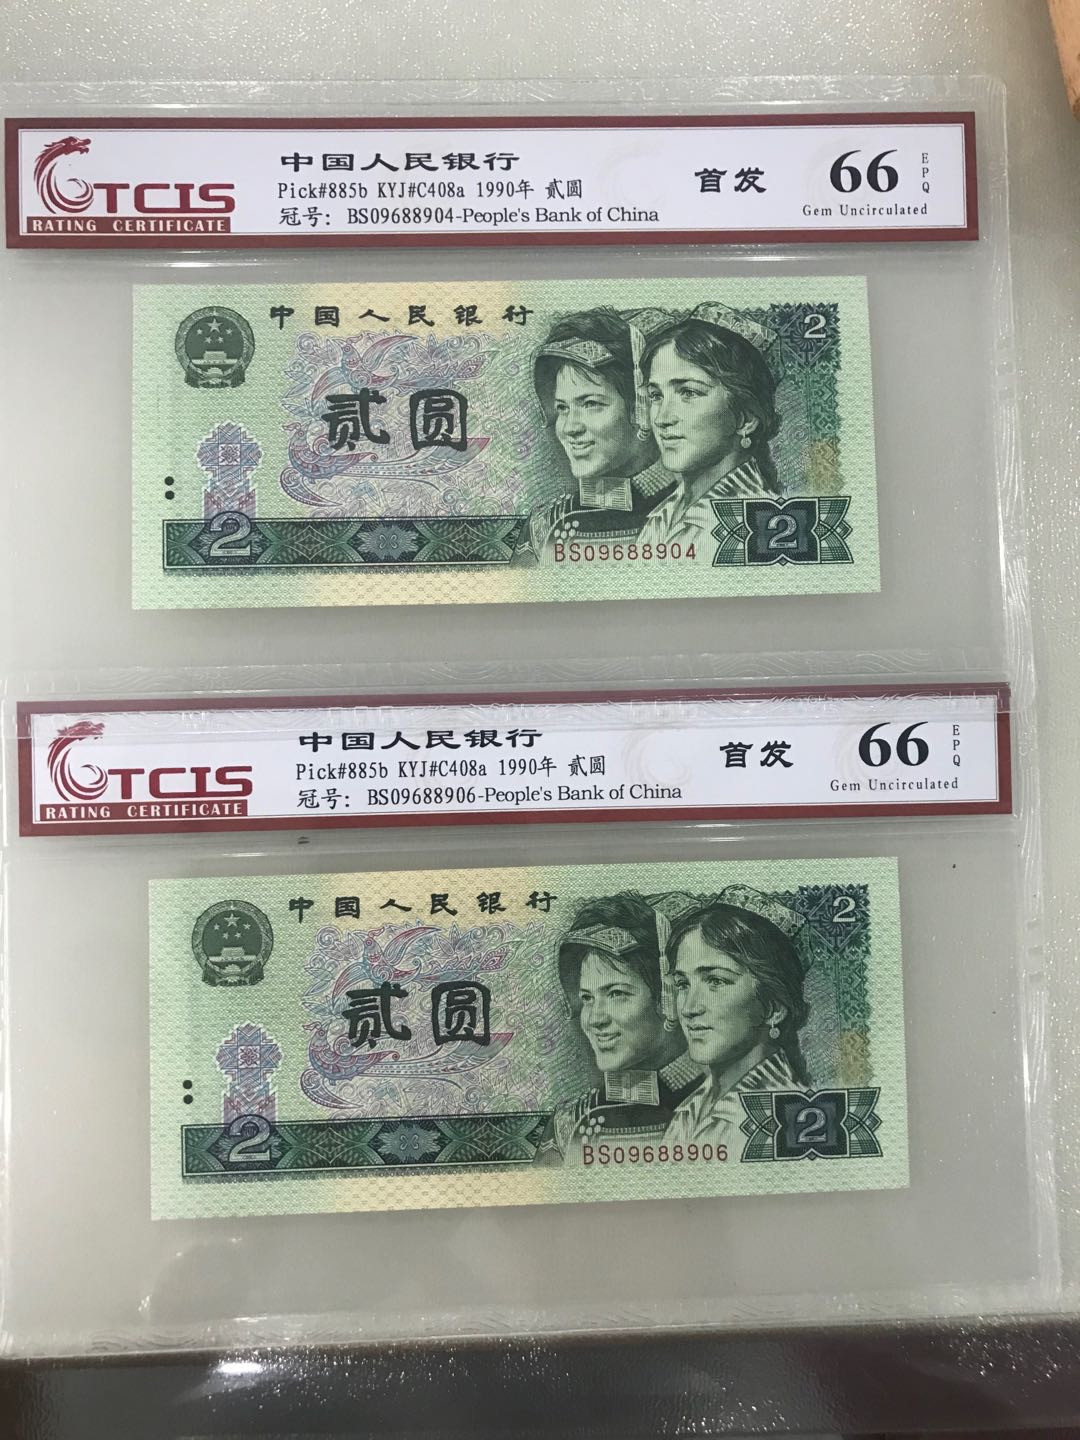 TCIS
RATING CERTIFICATE
中国人民银行
Pick#885b KYJ#C408a 1990年 贰圆
冠号: BS09688904-People's Bank of China
首发
66
EPQ
Gem Uncirculated
中国人民银行
2
贰圆
2
BS09688904
2
TCIS
RATING CERTIFICATE
中国人民银行
Pick#885b KYJ#C408a 1990年 贰圆
冠号: BS09688906-People's Bank of China
首发
66
EPQ
Gem Uncirculated
中国人民银行
2
贰圆
2
BS09688906
2